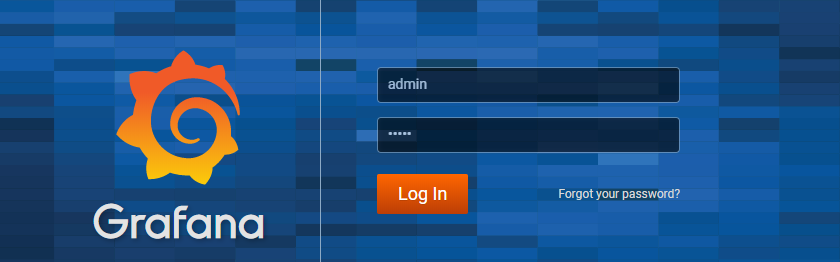 Grafana
admin
•••••
Log In
Forgot your password?